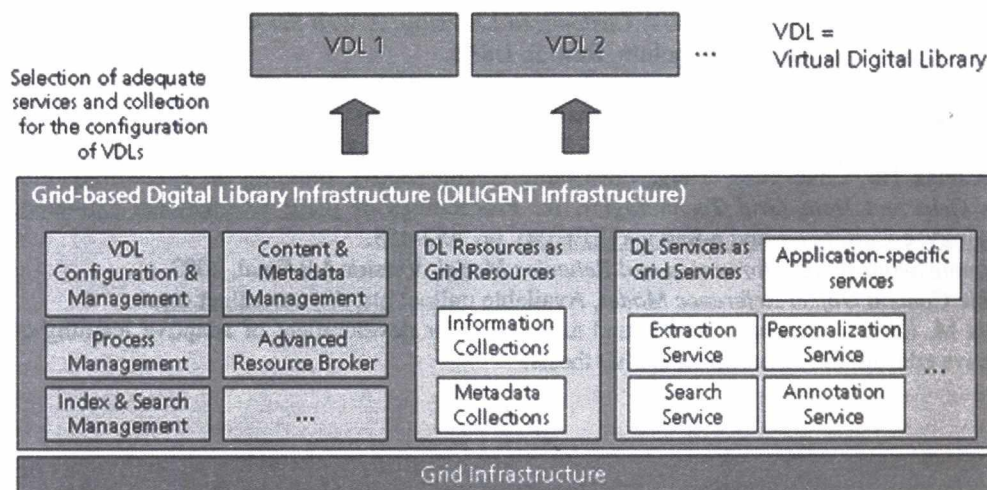 VDL 1
VDL 2
...
VDL =
Virtual Digital Library
Selection of adequate
services and collection
for the configuration
of VDLs
Grid-based Digital Library Infrastructure (DILIGENT Infrastructure)
VDL
Configuration &
Management
Content &
Metadata
Management
Process
Management
Advanced
Resource Broker
Index & Search
Management
...
DL Resources as
Grid Resources
Information
Collections
Metadata
Collections
DL Services as
Grid Services
Application-specific
services
Extraction
Service
Personalization
Service
Search
Service
Annotation
Service
...
Grid Infrastructure